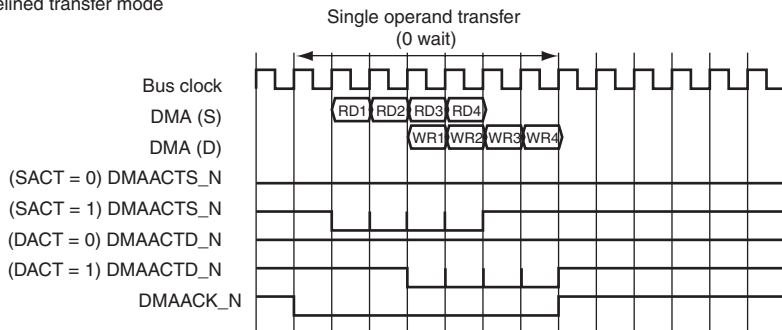 transfer mode
Single operand transfer
(0 wait)
Bus clock
DMA (S)
RD1 RD2 RD3 RD4
DMA (D)
WR1 WR2 WR3 WR4
(SACT = 0) DMAACTS_N
(SACT = 1) DMAACTS_N
(DACT = 0) DMAACTD_N
(DACT = 1) DMAACTD_N
DMAACK_N